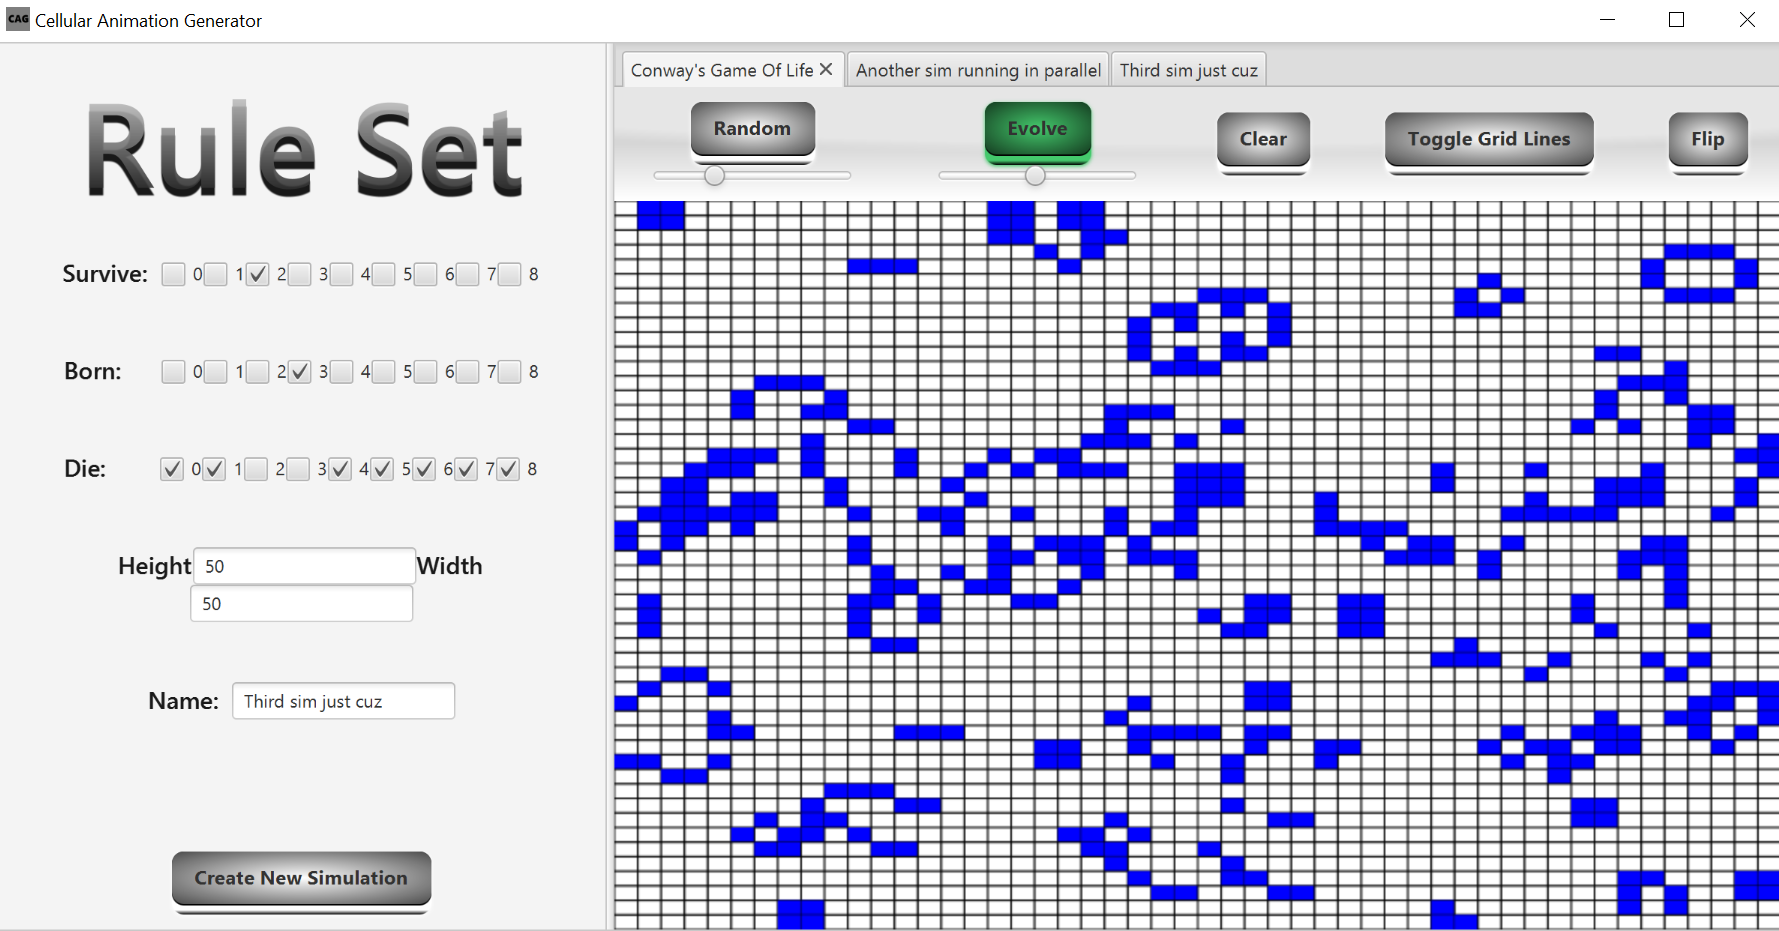 CAG Cellular Animation Generator
Conway's Game Of Life Another sim running in parallel Third sim just cuz
Random Evolve Clear Toggle Grid Lines Flip
Rule Set
Survive: 0 1 2 3 4 5 6 7 8
Born: 0 1 2 3 4 5 6 7 8
Die: 0 1 2 3 4 5 6 7 8
Height 50 Width
50
Name: Third sim just cuz
Create New Simulation